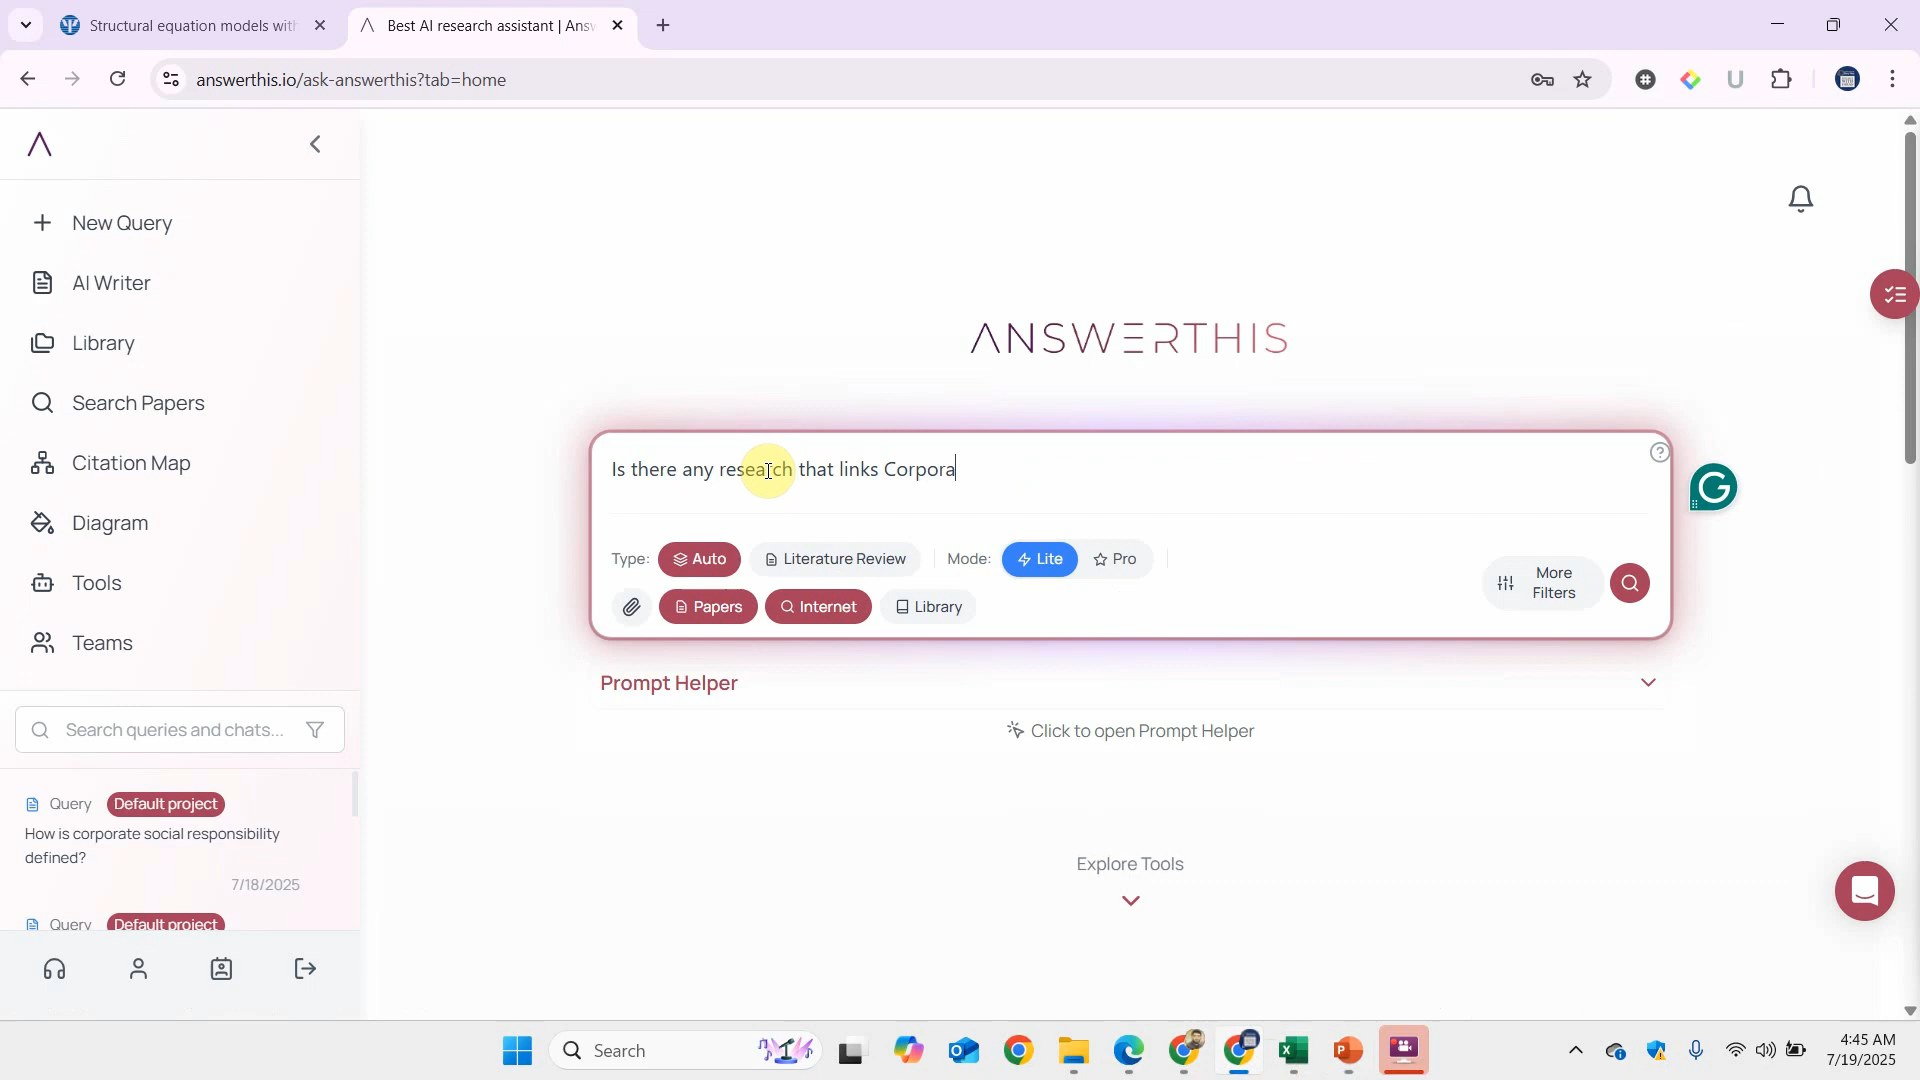 Structural equation models with
Best AI research assistant | Answ
answerthis.io/ask-answerthis?tab=home
New Query
AI Writer
Library
Search Papers
Citation Map
Diagram
Tools
Teams
Search queries and chats...
Query Default project
How is corporate social responsibility
defined?
7/18/2025
Query Default project
ANSWERTHIS
Is there any research that links Corpora
Type: Auto Literature Review Mode: Lite Pro
Papers Internet Library
More
Filters
Prompt Helper
Click to open Prompt Helper
Explore Tools
Search
4:45 AM
7/19/2025